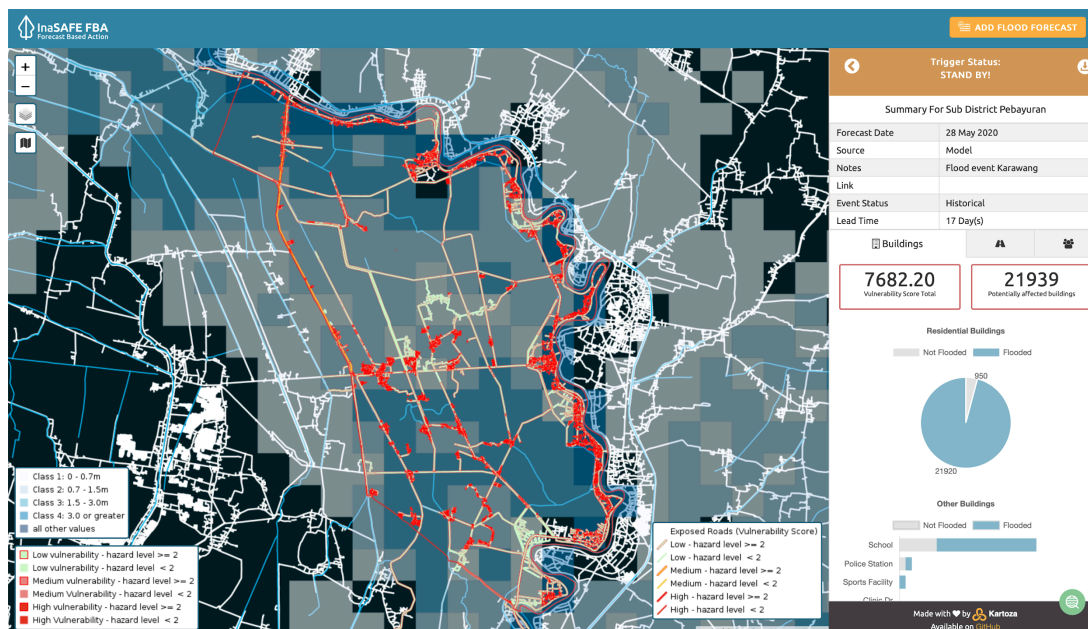 InaSAFE FBA
Forecast Based Action
ADD FLOOD FORECAST
+
−
Trigger Status:
STAND BY!
Summary For Sub District Pebayuran
Forecast Date 28 May 2020
Source Model
Notes Flood event Karawang
Link
Event Status Historical
Lead Time 17 Day(s)
Buildings
7682.20
Vulnerability Score Total
21939
Potentially affected buildings
Residential Buildings
Not Flooded Flooded
950
21920
Other Buildings
Not Flooded Flooded
School
Police Station
Sports Facility
Made with ♥ by Kartoza
Available on GitHub
Class 1: 0 - 0.7m
Class 2: 0.7 - 1.5m
Class 3: 1.5 - 3.0m
Class 4: 3.0 or greater
all other values
Low vulnerability - hazard level >= 2
Low vulnerability - hazard level < 2
Medium vulnerability - hazard level >= 2
Medium Vulnerability - hazard level < 2
High vulnerability - hazard level >= 2
High Vulnerability - hazard level < 2
Exposed Roads (Vulnerability Score)
Low - hazard level >= 2
Low - hazard level < 2
Medium - hazard level >= 2
Medium - hazard level < 2
High - hazard level >= 2
High - hazard level < 2